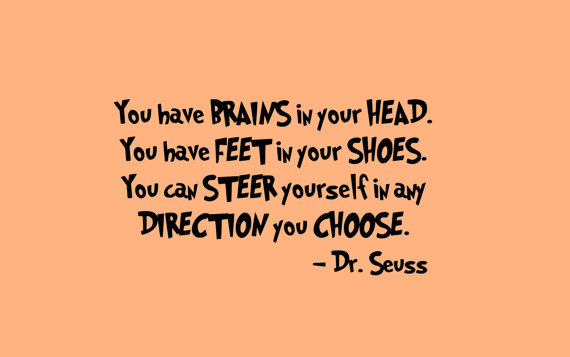 You have BRAINS in your HEAD.
You have FEET in your SHOES.
You can STEER yourself in any
DIRECTION you CHOOSE.
– Dr. Seuss